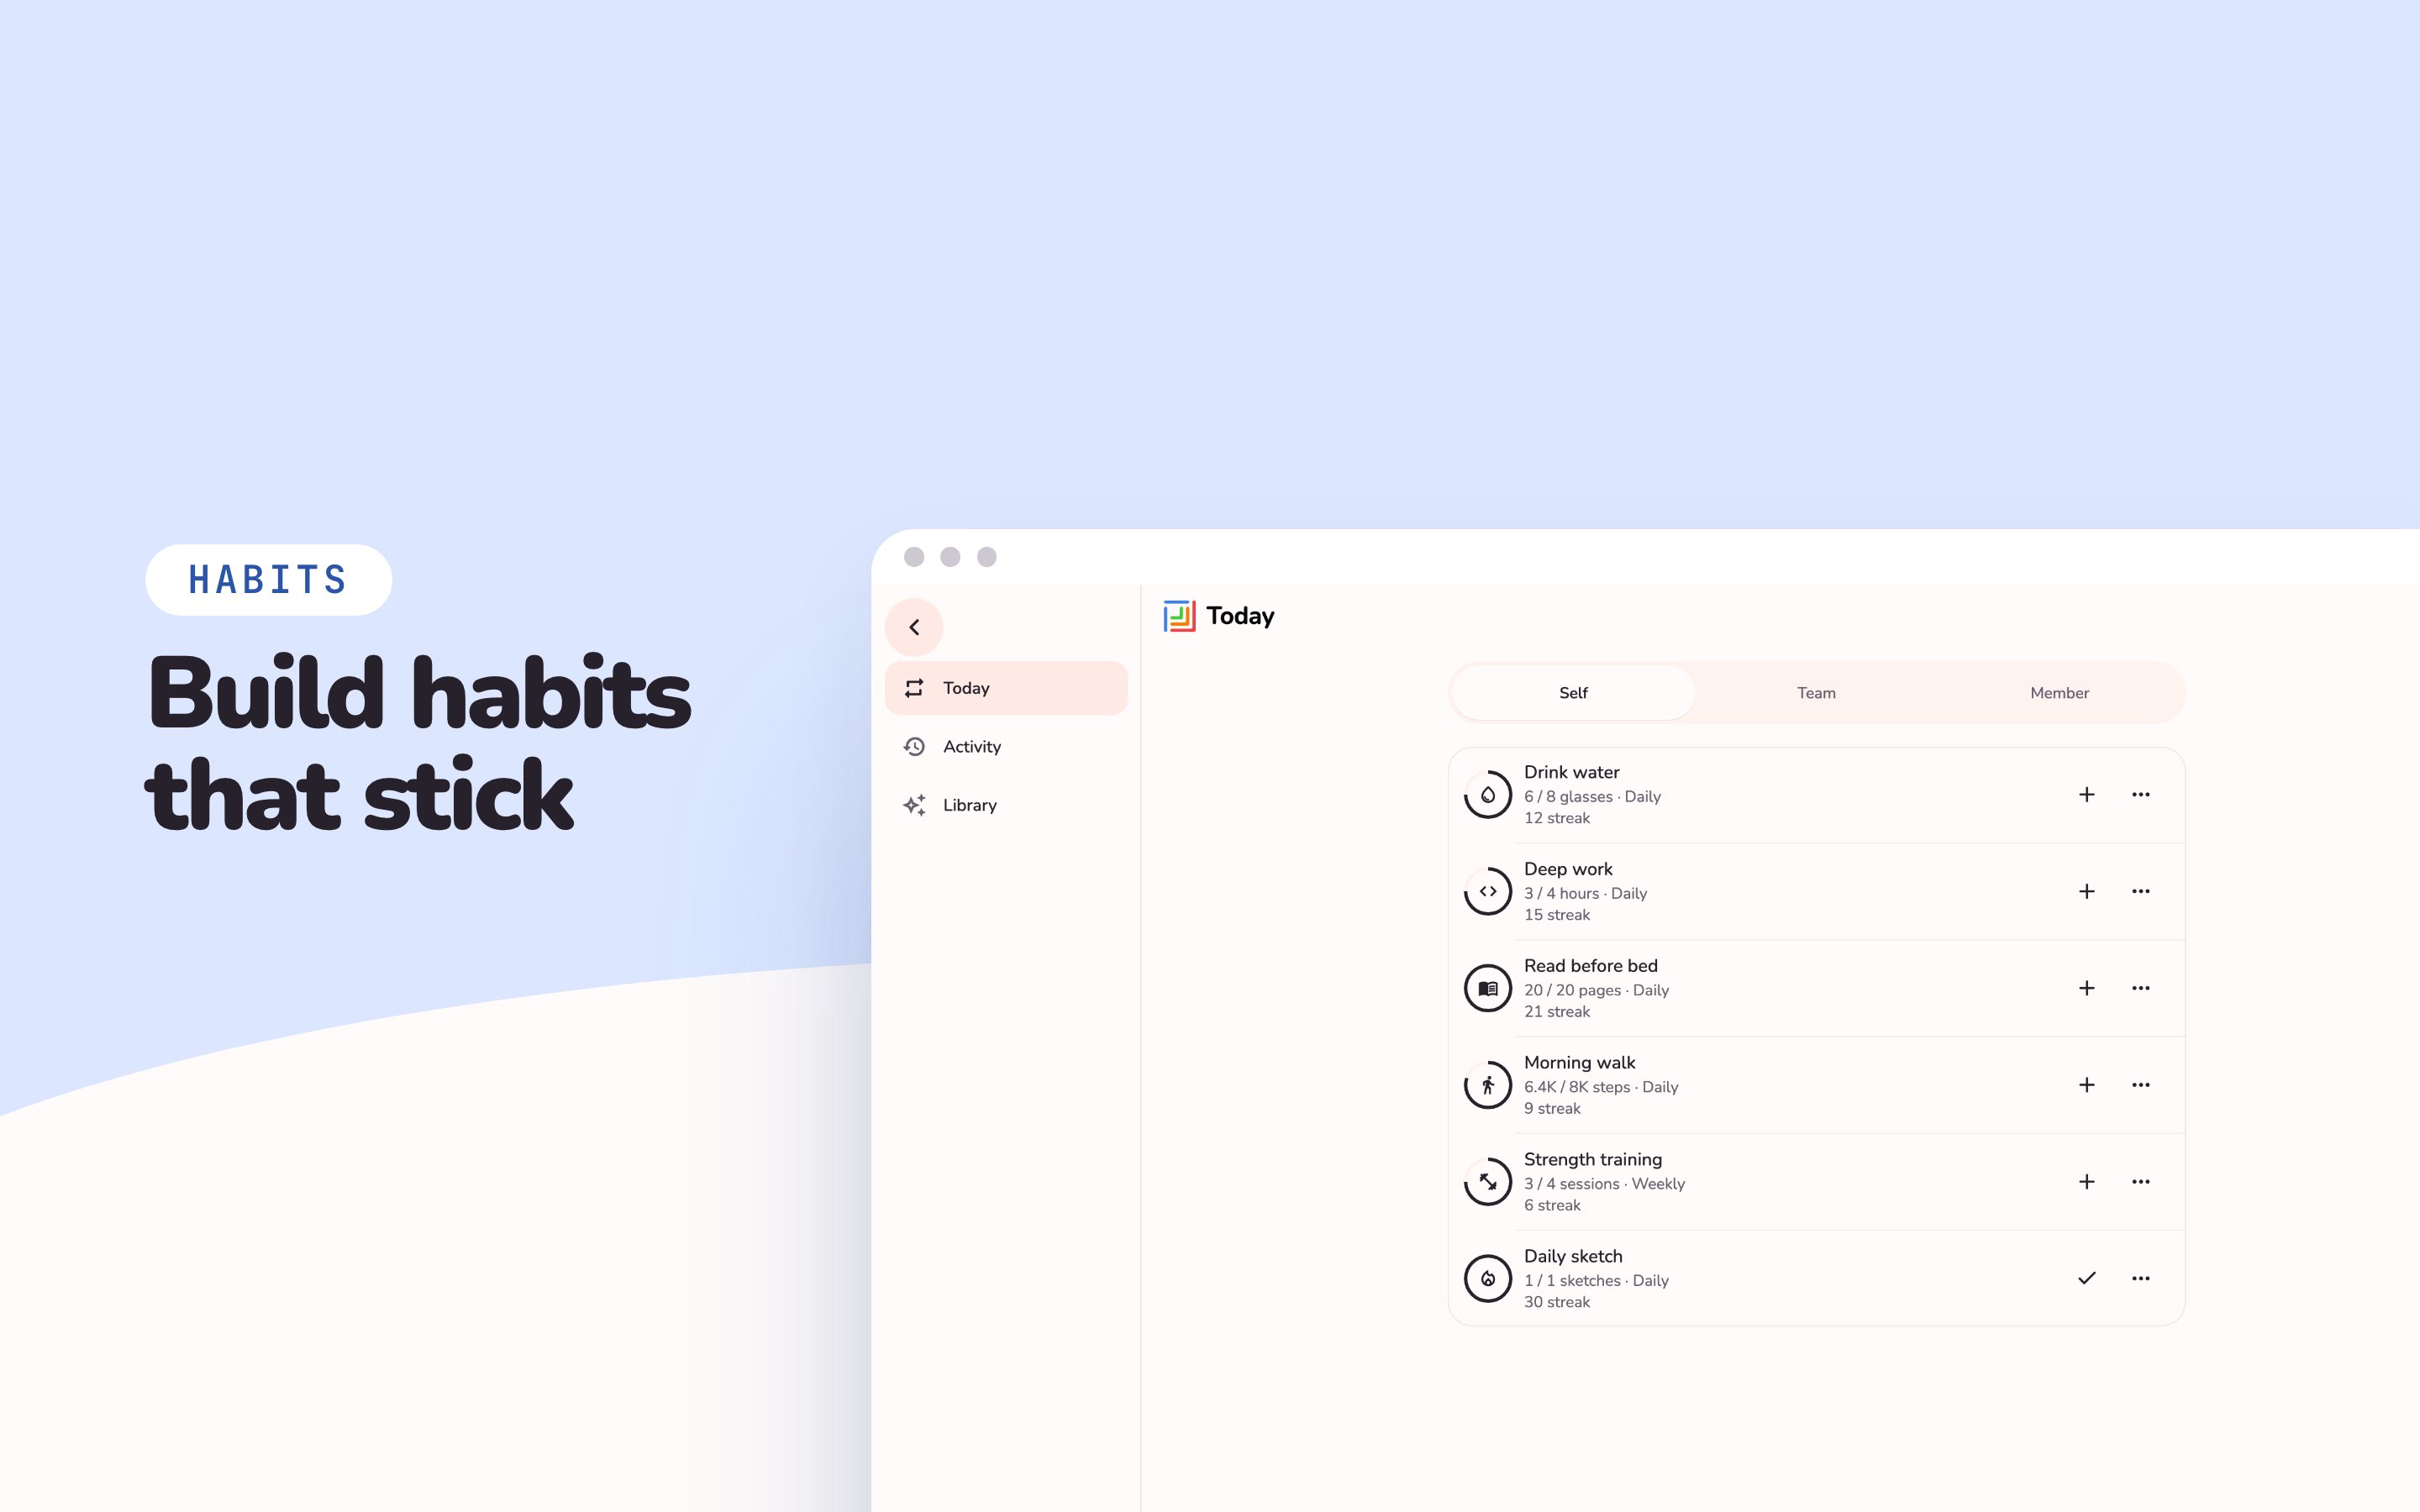 HABITS
Build habits
that stick
Today
Activity
Library
Today
Self
Team
Member
Drink water
6 / 8 glasses · Daily
12 streak
Deep work
3 / 4 hours · Daily
15 streak
Read before bed
20 / 20 pages · Daily
21 streak
Morning walk
6.4K / 8K steps · Daily
9 streak
Strength training
3 / 4 sessions · Weekly
6 streak
Daily sketch
1 / 1 sketches · Daily
30 streak